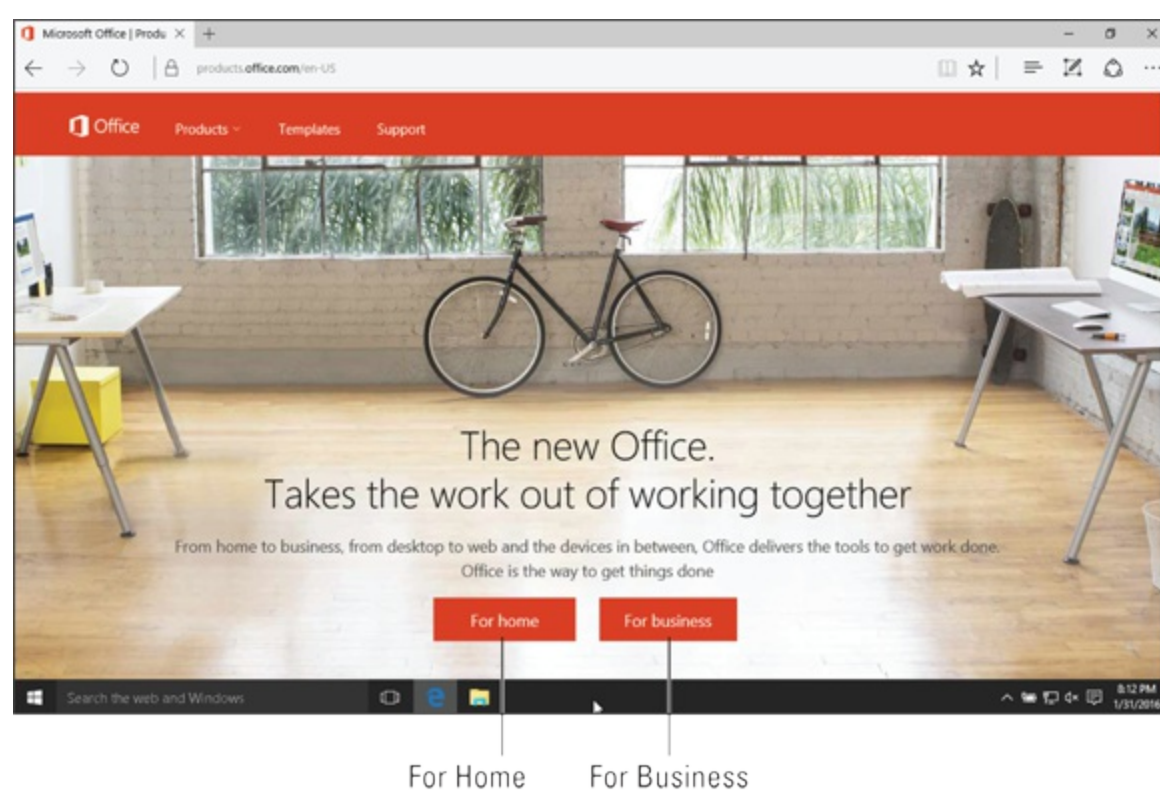 Microsoft Office | Produ
products.office.com/en-US
Office Products Templates Support
The new Office.
Takes the work out of working together
From home to business, from desktop to web and the devices in between, Office delivers the tools to get work done.
Office is the way to get things done
For home For business
Search the web and Windows
8:12 PM
1/31/2016
For Home For Business